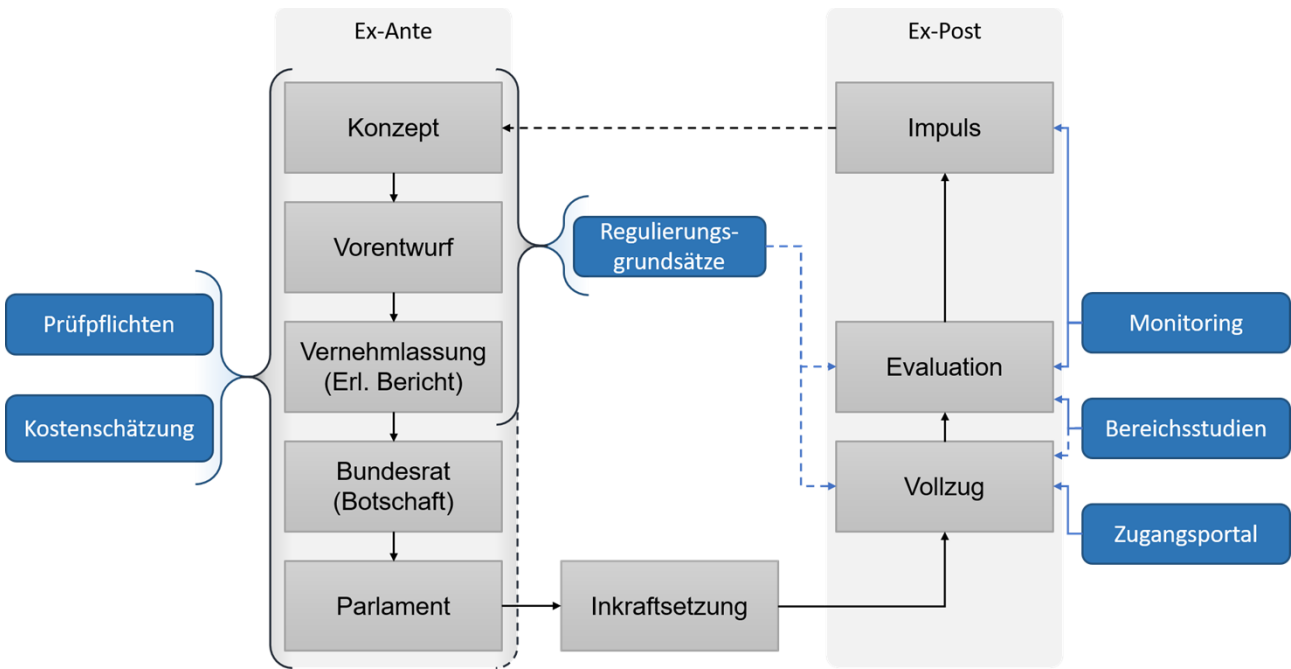 Ex-Ante
Ex-Post
Konzept
Impuls
Vorentwurf
Regulierungs-
grundsätze
Prüfpflichten
Vernehmlassung
(Erl. Bericht)
Evaluation
Monitoring
Kostenschätzung
Bereichsstudien
Bundesrat
(Botschaft)
Vollzug
Zugangsportal
Parlament
Inkraftsetzung